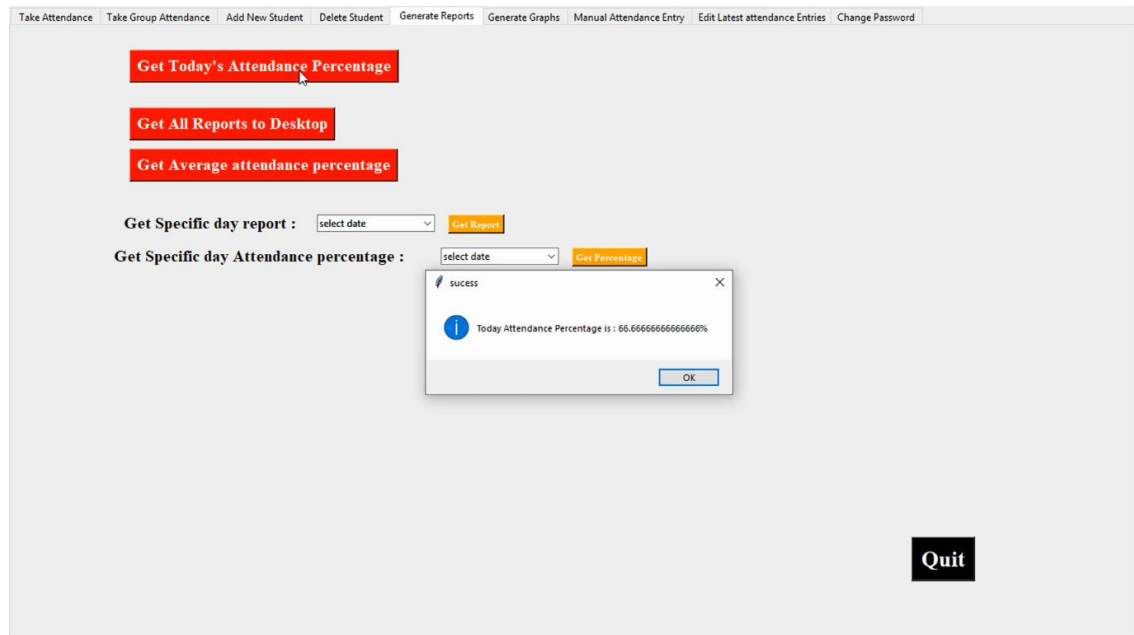 Take Attendance Take Group Attendance Add New Student Delete Student Generate Reports Generate Graphs Manual Attendance Entry Edit Latest attendance Entries Change Password
Get Today's Attendance Percentage
Get All Reports to Desktop
Get Average attendance percentage
Get Specific day report : select date Get Report
Get Specific day Attendance percentage : select date Get Percentage
sucess
Today Attendance Percentage is : 66.66666666666666%
OK
Quit